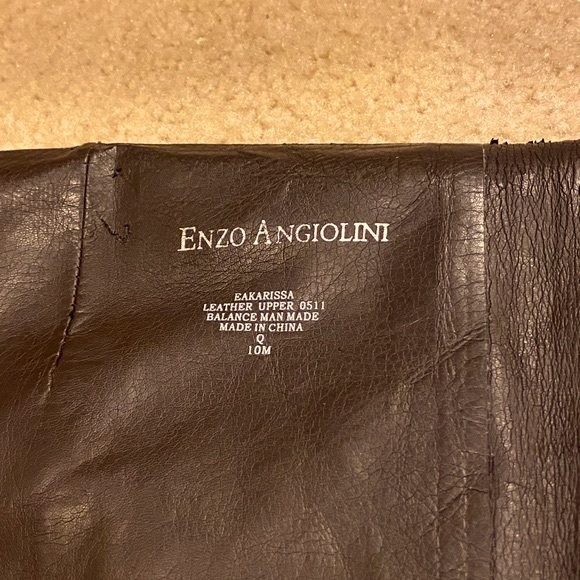 ENZO ANGIOLINI
EAKARISSA
LEATHER UPPER 0511
BALANCE MAN MADE
MADE IN CHINA
Q
10M